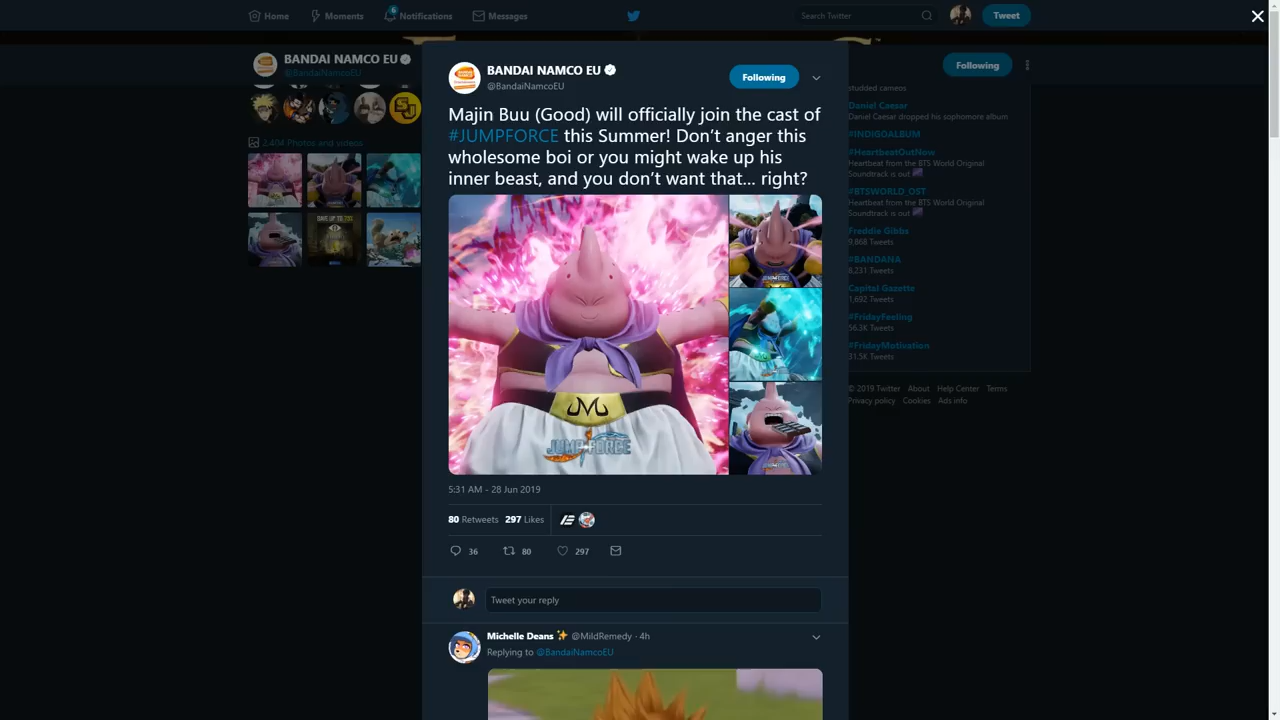 Home
Moments
6
Notifications
Messages
Search Twitter
Tweet
BANDAI NAMCO EU
@BandaiNamcoEU
Following
2,404 Photos and videos
BANDAI NAMCO EU
@BandaiNamcoEU
Following
Majin Buu (Good) will officially join the cast of
#JUMPFORCE this Summer! Don't anger this
wholesome boi or you might wake up his
inner beast, and you don't want that... right?
M
JUMP FORCE
5:31 AM - 28 Jun 2019
80 Retweets 297 Likes
36
80
297
Tweet your reply
Michelle Deans ✨ @MildRemedy · 4h
Replying to @BandaiNamcoEU
studded cameos
Daniel Caesar
Daniel Caesar dropped his sophomore album
#INDIGOALBUM
#HeartbeatOutNow
Heartbeat from the BTS World Original
Soundtrack is out
#BTSWORLD_OST
Heartbeat from the BTS World Original
Soundtrack is out
Freddie Gibbs
9,868 Tweets
#BANDANA
8,231 Tweets
Capital Gazette
1,692 Tweets
#FridayFeeling
56.3K Tweets
#FridayMotivation
31.5K Tweets
© 2019 Twitter About Help Center Terms
Privacy policy Cookies Ads info